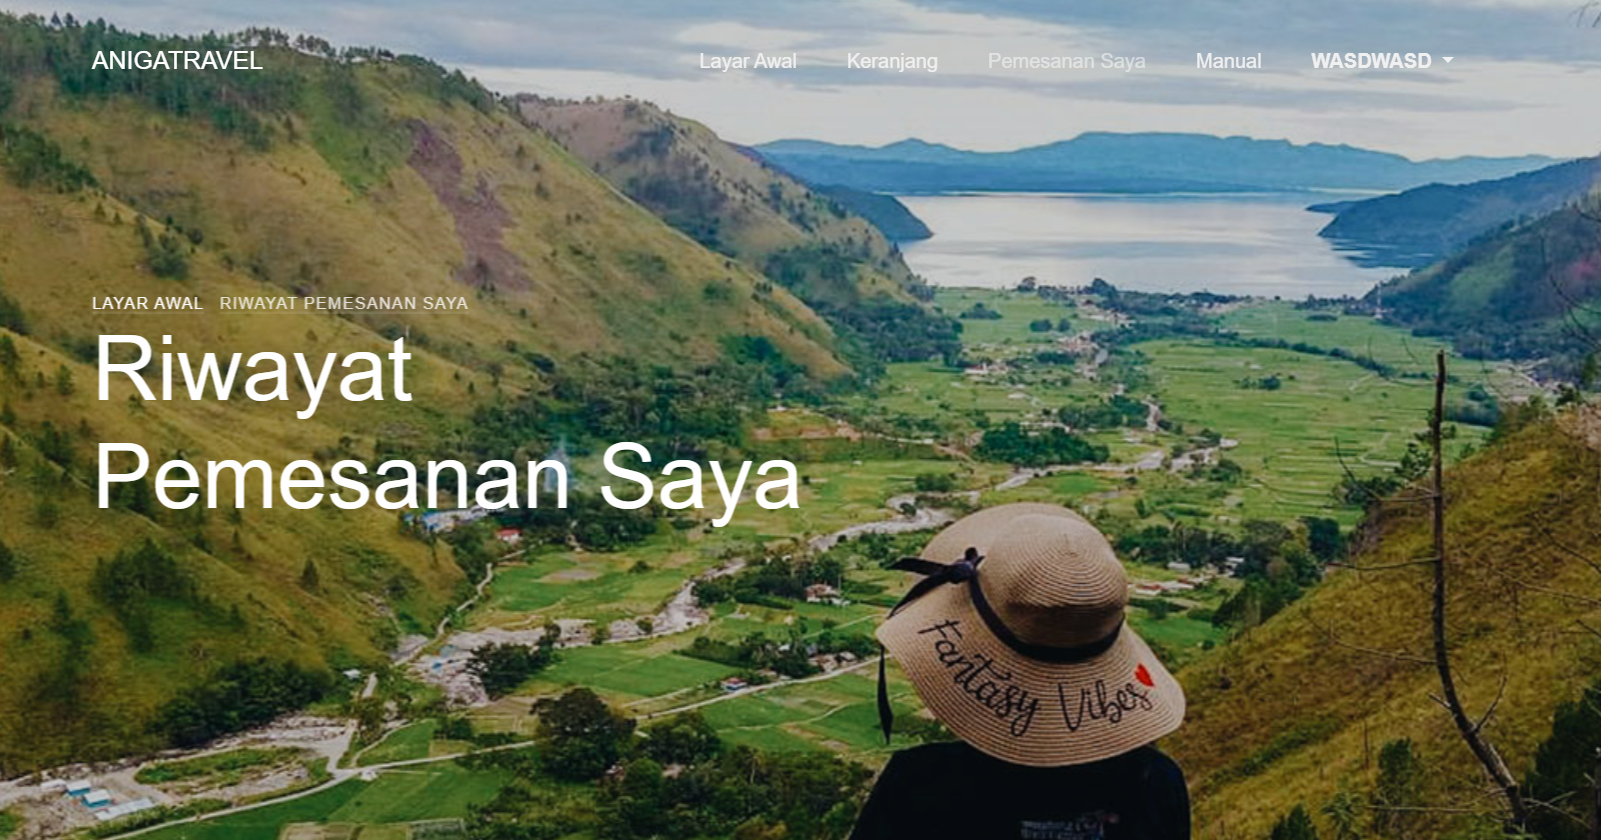 ANIGATRAVEL
Layar Awal Keranjang Pemesanan Saya Manual WASDWASD
LAYAR AWAL RIWAYAT PEMESANAN SAYA
Riwayat
Pemesanan Saya
Fantasy Vibes